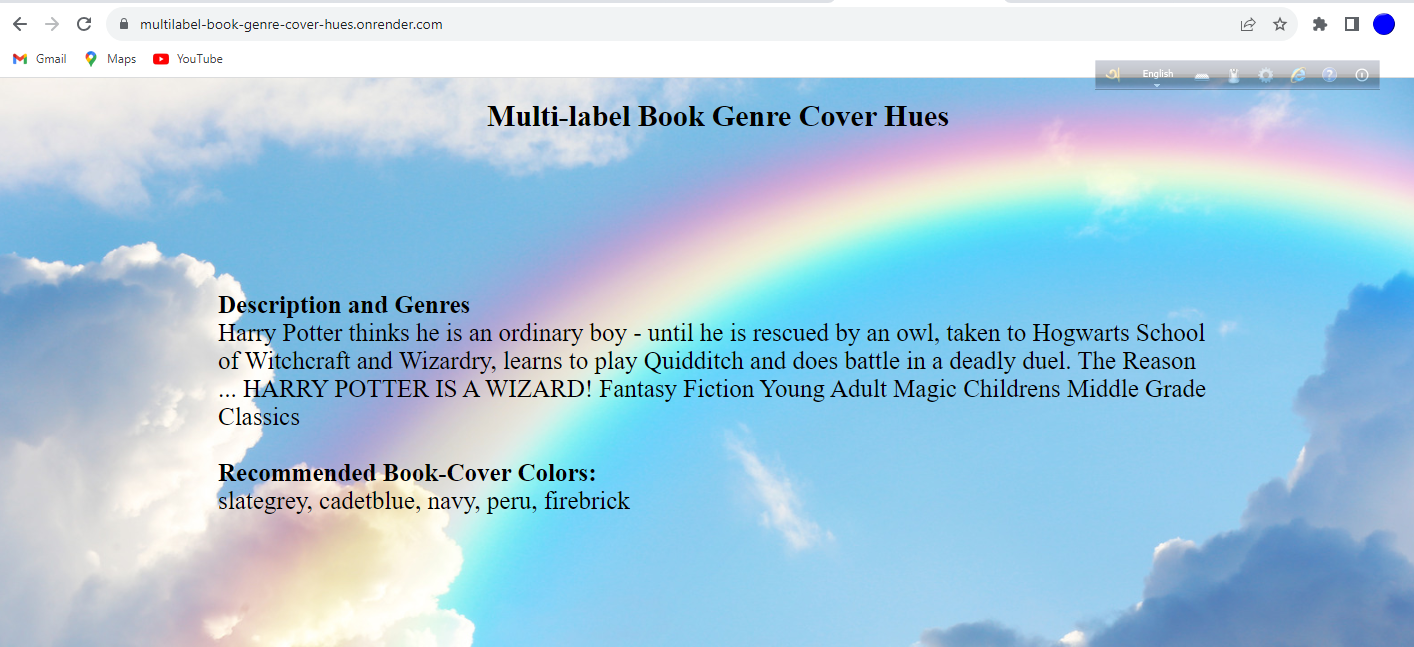 multilabel-book-genre-cover-hues.onrender.com
Gmail Maps YouTube
English
Multi-label Book Genre Cover Hues
Description and Genres
Harry Potter thinks he is an ordinary boy - until he is rescued by an owl, taken to Hogwarts School
of Witchcraft and Wizardry, learns to play Quidditch and does battle in a deadly duel. The Reason
... HARRY POTTER IS A WIZARD! Fantasy Fiction Young Adult Magic Childrens Middle Grade
Classics
Recommended Book-Cover Colors:
slategrey, cadetblue, navy, peru, firebrick